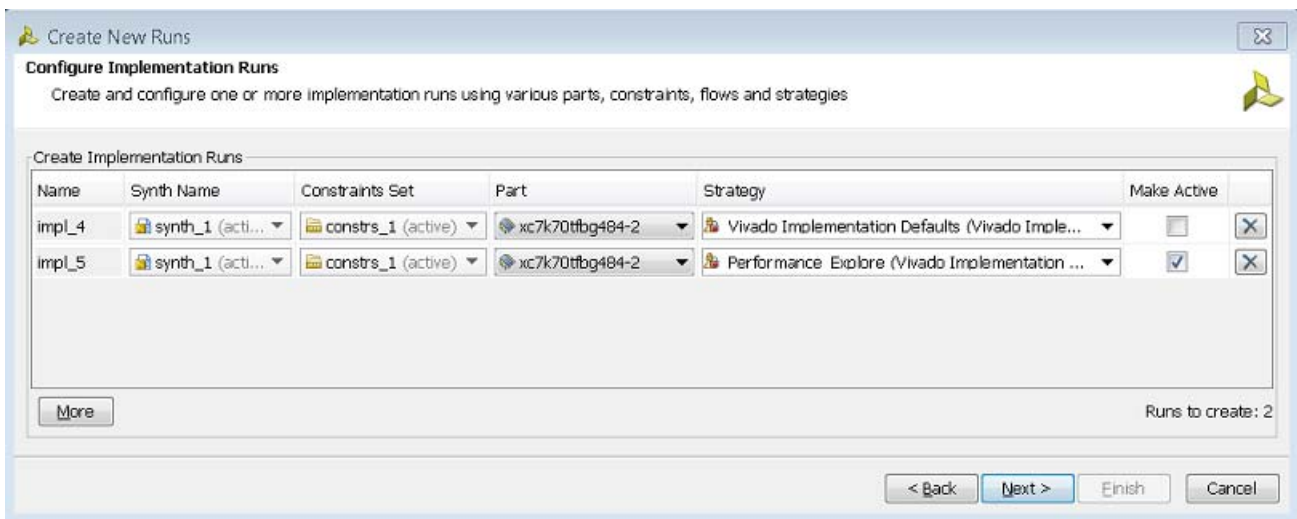 Create New Runs
Configure Implementation Runs
Create and configure one or more implementation runs using various parts, constraints, flows and strategies
Create Implementation Runs
Name Synth Name Constraints Set Part Strategy Make Active
impl_4 synth_1 (acti... constrs_1 (active) xc7k70tfbg484-2 Vivado Implementation Defaults (Vivado Imple...
impl_5 synth_1 (acti... constrs_1 (active) xc7k70tfbg484-2 Performance_Explore (Vivado Implementation ...
More Runs to create: 2
< Back Next > Finish Cancel